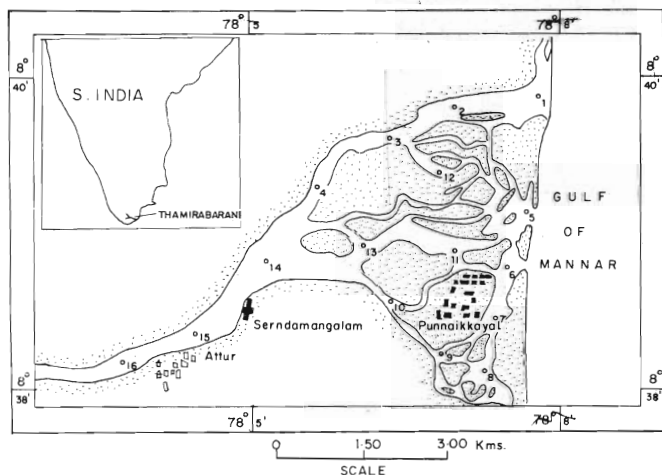 78° 5
78° 8'
8°
40'
8°
40'
S. INDIA
THAMIRABARANI
1
2
3
12
4
5
GULF
OF
MANNAR
13
11
14
6
10
7
Serndamangalam
Punnaikkayal
15
Attur
9
16
8
8°
38'
8°
38'
78° 5'
78° 8'
0 1·50 3·00 Kms.
SCALE